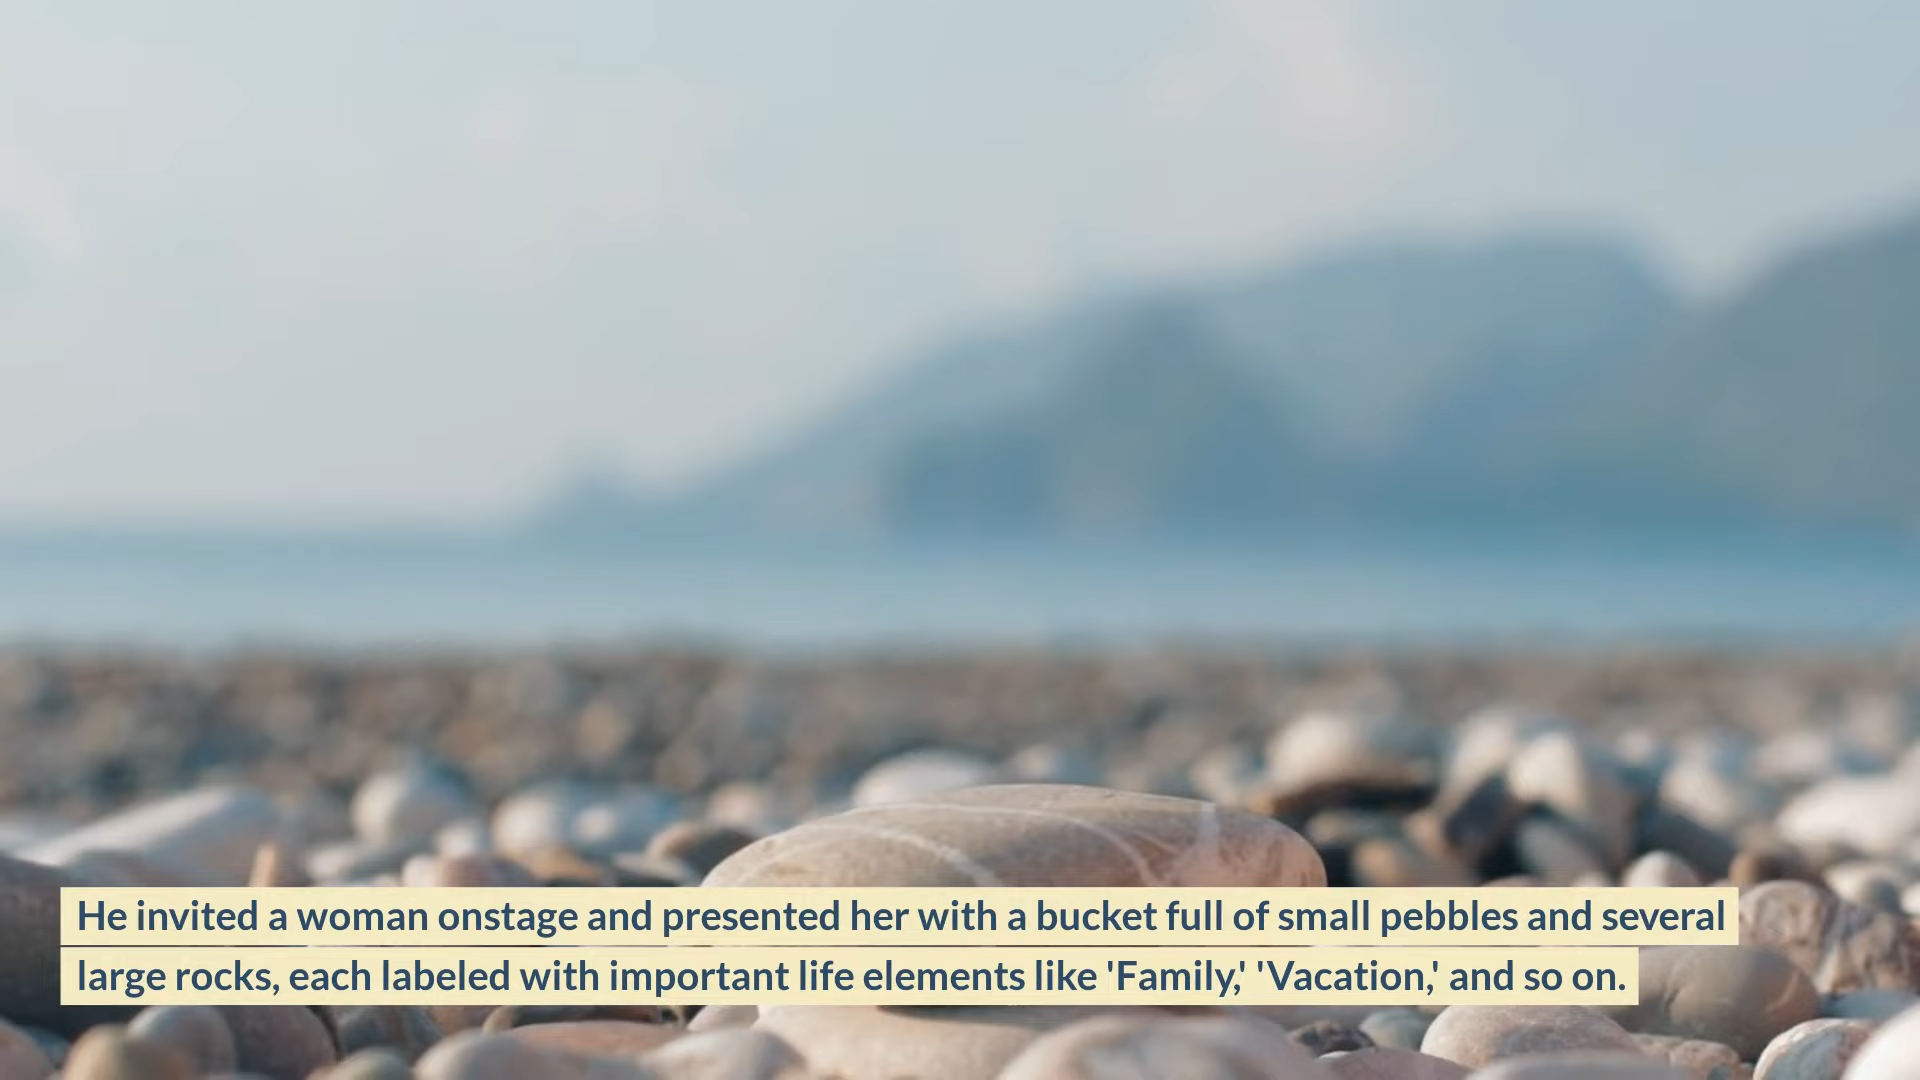 He invited a woman onstage and presented her with a bucket full of small pebbles and several
large rocks, each labeled with important life elements like 'Family,' 'Vacation,' and so on.